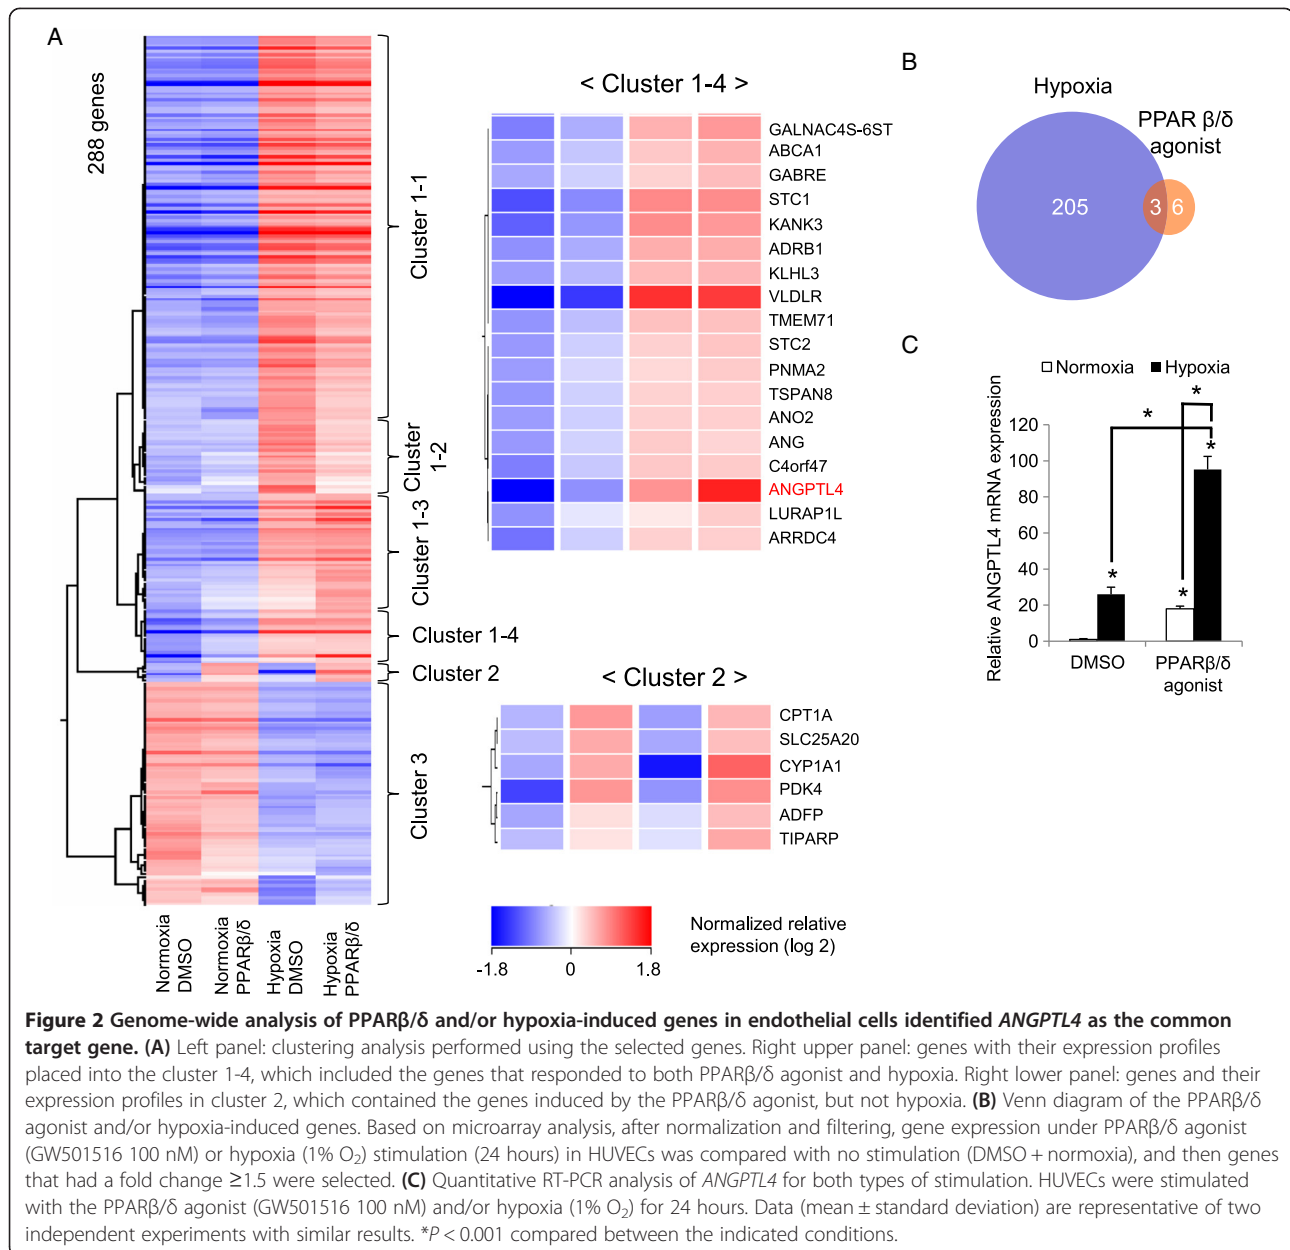 A
288 genes
Cluster 1-1
Cluster
1-2
Cluster 1-3
Cluster 1-4
Cluster 2
Cluster 3
Normoxia
DMSO
Normoxia
PPARβ/δ
Hypoxia
DMSO
Hypoxia
PPARβ/δ
< Cluster 1-4 >
GALNAC4S-6ST
ABCA1
GABRE
STC1
KANK3
ADRB1
KLHL3
VLDLR
TMEM71
STC2
PNMA2
TSPAN8
ANO2
ANG
C4orf47
ANGPTL4
LURAP1L
ARRDC4
< Cluster 2 >
CPT1A
SLC25A20
CYP1A1
PDK4
ADFP
TIPARP
Normalized relative
expression (log 2)
-1.8 0 1.8
B
Hypoxia
PPAR β/δ
agonist
205 3 6
C
Normoxia Hypoxia
Relative ANGPTL4 mRNA expression
120
100
80
60
40
20
0
* * * * *
DMSO PPARβ/δ
agonist
Figure 2 Genome-wide analysis of PPARβ/δ and/or hypoxia-induced genes in endothelial cells identified ANGPTL4 as the common
target gene. (A) Left panel: clustering analysis performed using the selected genes. Right upper panel: genes with their expression profiles
placed into the cluster 1-4, which included the genes that responded to both PPARβ/δ agonist and hypoxia. Right lower panel: genes and their
expression profiles in cluster 2, which contained the genes induced by the PPARβ/δ agonist, but not hypoxia. (B) Venn diagram of the PPARβ/δ
agonist and/or hypoxia-induced genes. Based on microarray analysis, after normalization and filtering, gene expression under PPARβ/δ agonist
(GW501516 100 nM) or hypoxia (1% O₂) stimulation (24 hours) in HUVECs was compared with no stimulation (DMSO + normoxia), and then genes
that had a fold change ≥1.5 were selected. (C) Quantitative RT-PCR analysis of ANGPTL4 for both types of stimulation. HUVECs were stimulated
with the PPARβ/δ agonist (GW501516 100 nM) and/or hypoxia (1% O₂) for 24 hours. Data (mean ± standard deviation) are representative of two
independent experiments with similar results. *P < 0.001 compared between the indicated conditions.